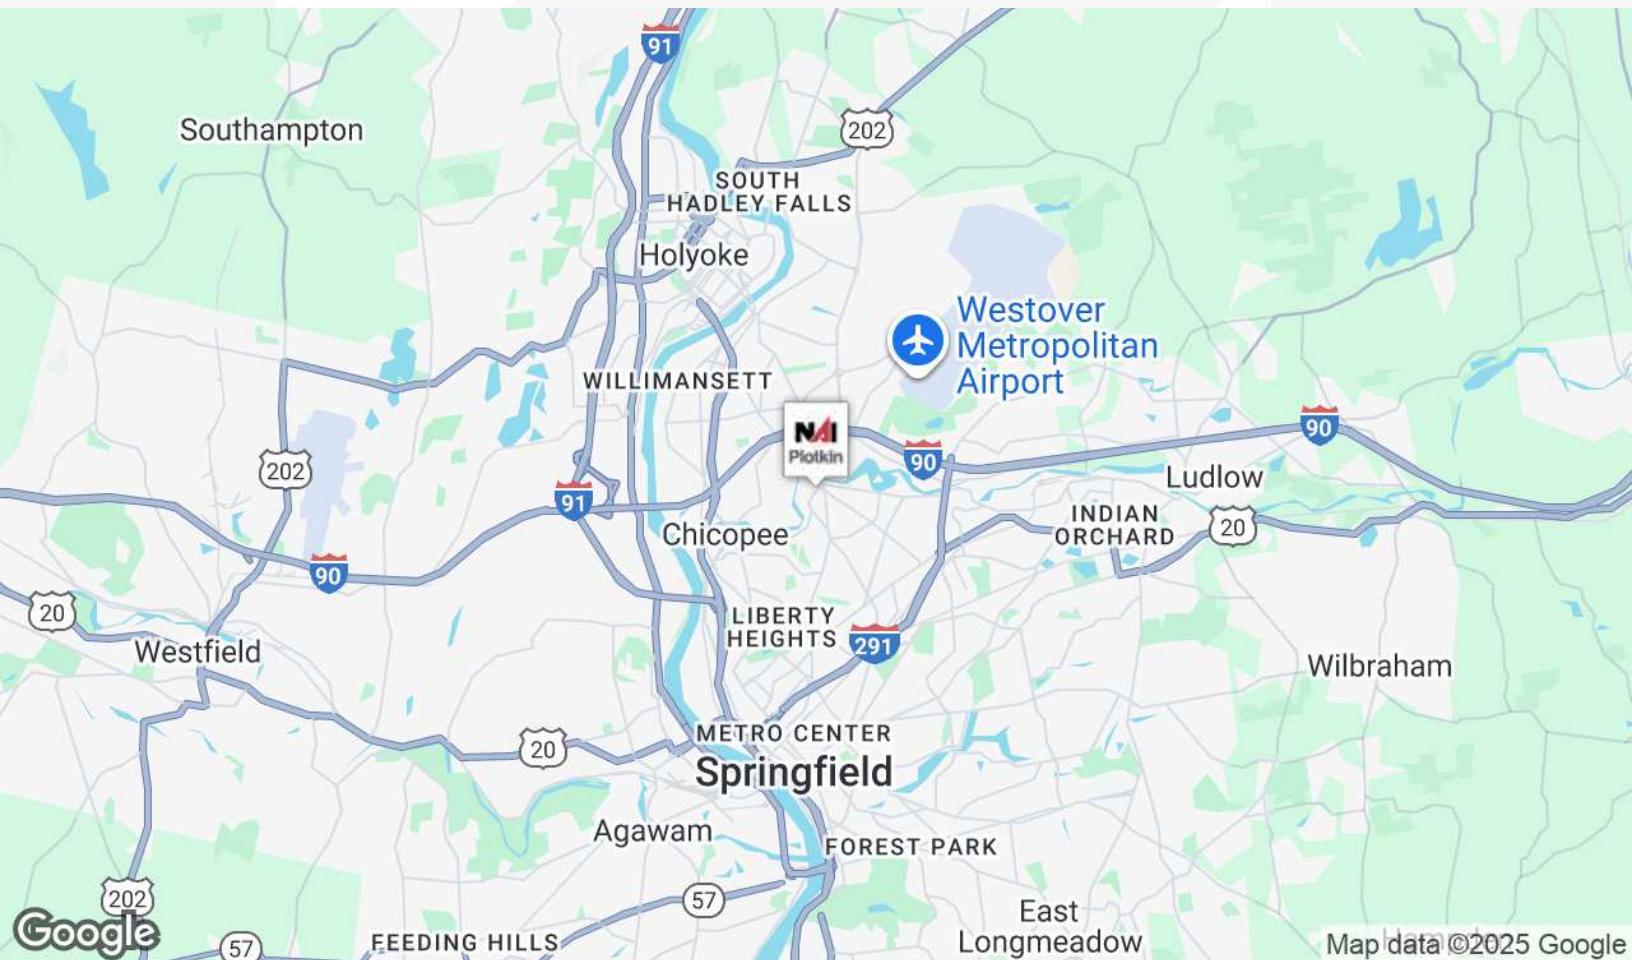 91
202
Southampton
SOUTH
HADLEY FALLS
Holyoke
Westover
Metropolitan
Airport
WILLIMANSETT
NAI
Plotkin
90
90
202
Ludlow
91
INDIAN
ORCHARD
20
Chicopee
90
20
LIBERTY
HEIGHTS
291
Westfield
Wilbraham
METRO CENTER
20
Springfield
Agawam
FOREST PARK
202
57
East
Longmeadow
Google
57
FEEDING HILLS
Map data ©2025 Google